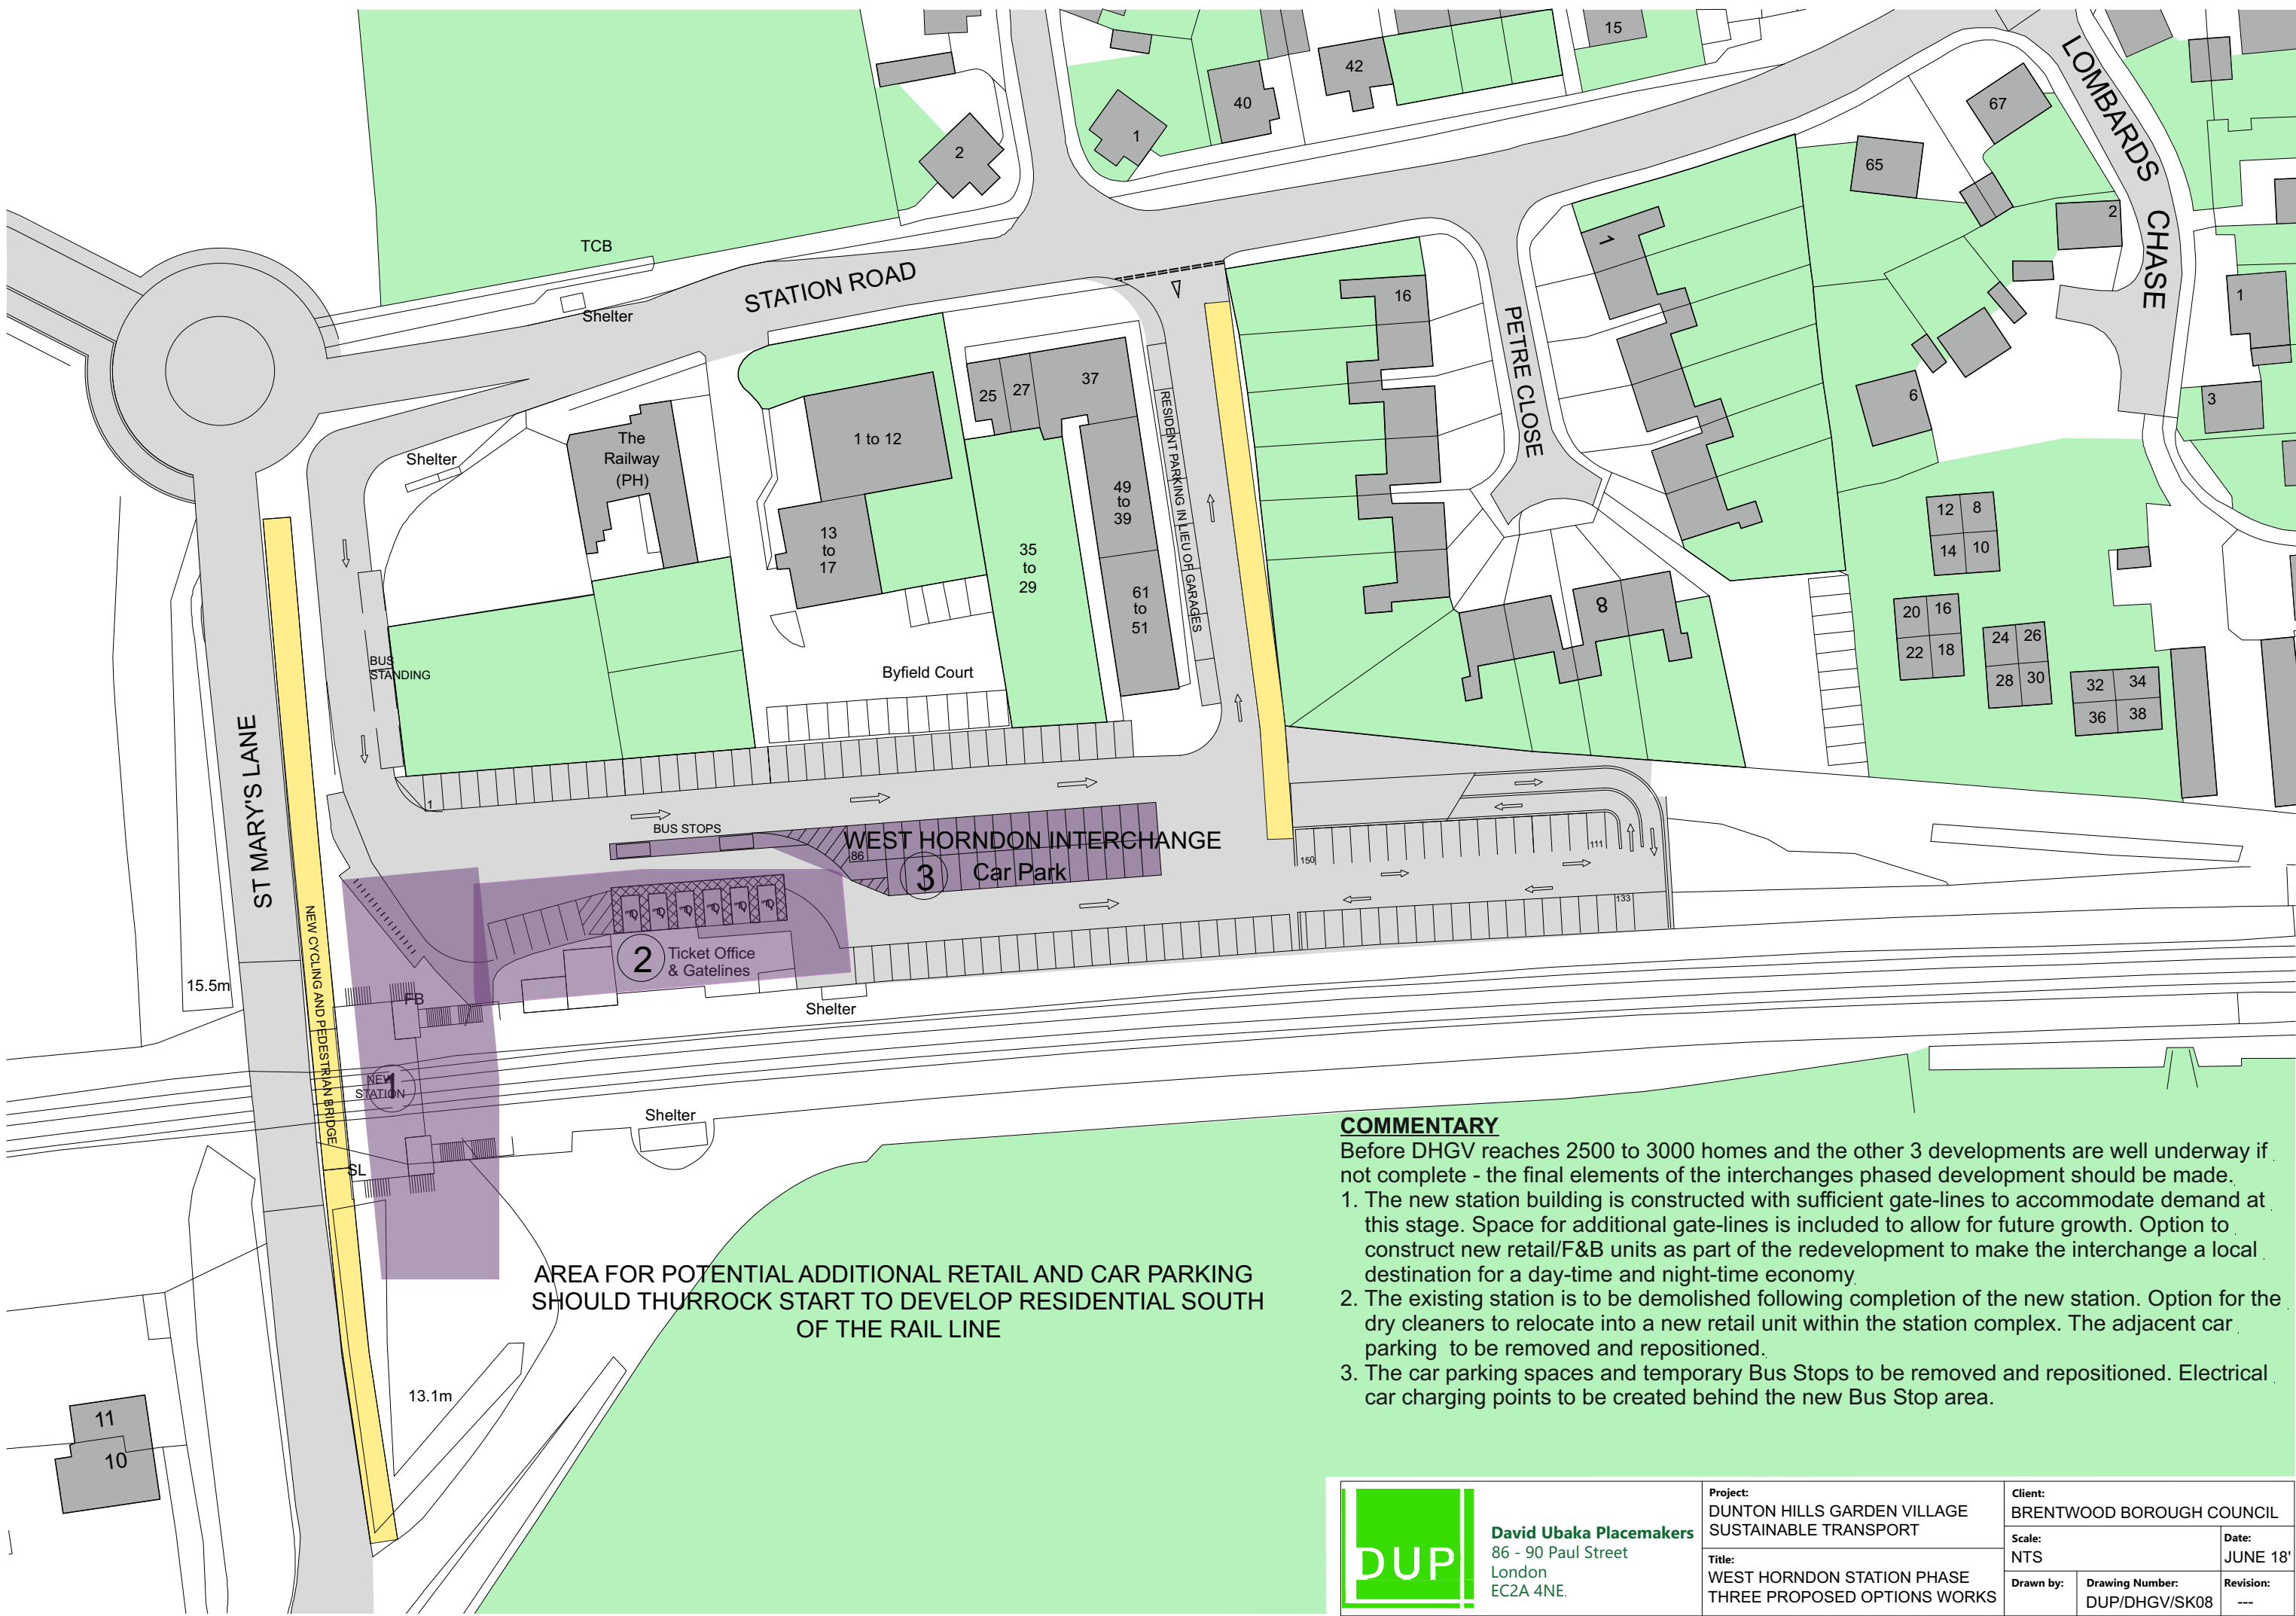 15
42
40
1
2
67
65
LOMBARDS CHASE
2
1
3
6
TCB
Shelter
STATION ROAD
16
1
PETRE CLOSE
8
Shelter
The
Railway
(PH)
1 to 12
13
to
17
25
27
37
49
to
39
35
to
29
61
to
51
RESIDENT PARKING IN LIEU OF GARAGES
Byfield Court
BUS
STANDING
12
8
14
10
20
16
22
18
24
26
28
30
32
34
36
38
ST MARY'S LANE
NEW CYCLING AND PEDESTRIAN BRIDGE
1
BUS STOPS
86
WEST HORNDON INTERCHANGE
3
Car Park
150
111
133
2
Ticket Office
& Gatelines
Shelter
15.5m
FB
NEW
STATION
1
SL
Shelter
AREA FOR POTENTIAL ADDITIONAL RETAIL AND CAR PARKING
SHOULD THURROCK START TO DEVELOP RESIDENTIAL SOUTH
OF THE RAIL LINE
13.1m
11
10
COMMENTARY
Before DHGV reaches 2500 to 3000 homes and the other 3 developments are well underway if
not complete - the final elements of the interchanges phased development should be made.
1. The new station building is constructed with sufficient gate-lines to accommodate demand at
this stage. Space for additional gate-lines is included to allow for future growth. Option to
construct new retail/F&B units as part of the redevelopment to make the interchange a local
destination for a day-time and night-time economy
2. The existing station is to be demolished following completion of the new station. Option for the
dry cleaners to relocate into a new retail unit within the station complex. The adjacent car
parking to be removed and repositioned.
3. The car parking spaces and temporary Bus Stops to be removed and repositioned. Electrical
car charging points to be created behind the new Bus Stop area.
DUP
David Ubaka Placemakers
86 - 90 Paul Street
London
EC2A 4NE.
Project:
DUNTON HILLS GARDEN VILLAGE
SUSTAINABLE TRANSPORT
Title:
WEST HORNDON STATION PHASE
THREE PROPOSED OPTIONS WORKS
Client:
BRENTWOOD BOROUGH COUNCIL
Scale:
NTS
Date:
JUNE 18'
Drawn by:
Drawing Number:
DUP/DHGV/SK08
Revision:
---